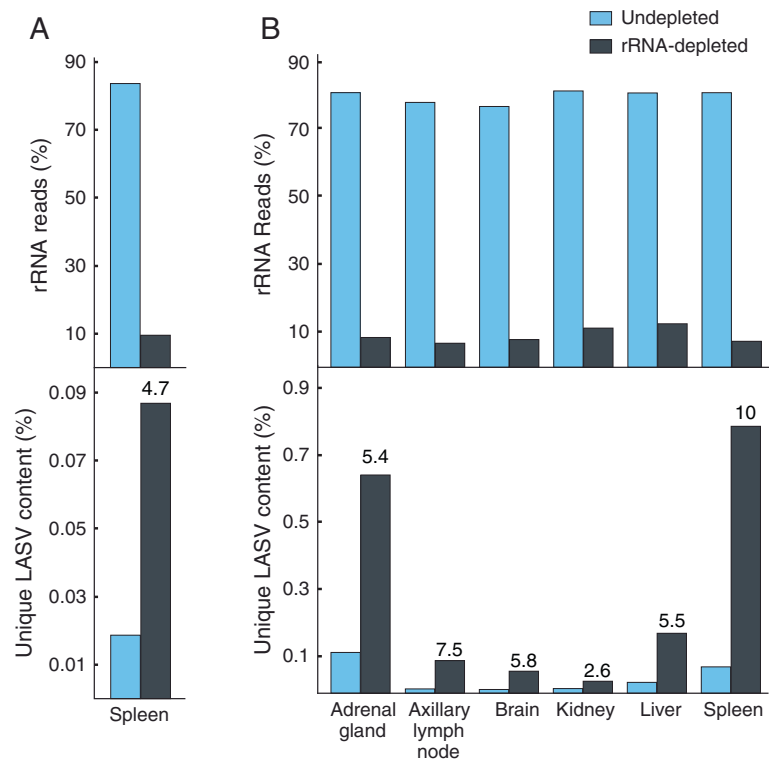 A
B
Undepleted
rRNA-depleted
90
70
50
30
10
rRNA reads (%)
90
70
50
30
10
rRNA Reads (%)
0.09
0.07
0.05
0.03
0.01
Unique LASV content (%)
4.7
Spleen
0.9
0.7
0.5
0.3
0.1
Unique LASV content (%)
5.4
7.5
5.8
2.6
5.5
10
Adrenal
gland
Axillary
lymph
node
Brain
Kidney
Liver
Spleen